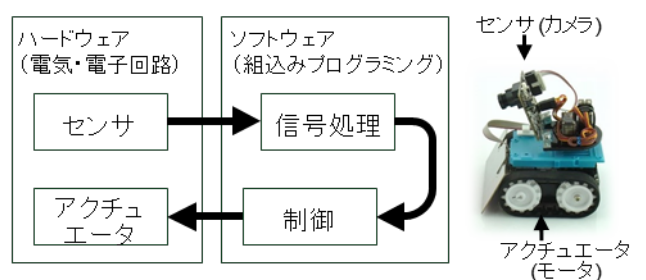 ハードウェア
(電気・電子回路)
センサ
アクチュ
エータ
ソフトウェア
(組込みプログラミング)
信号処理
制御
センサ(カメラ)
アクチュエータ
(モータ)